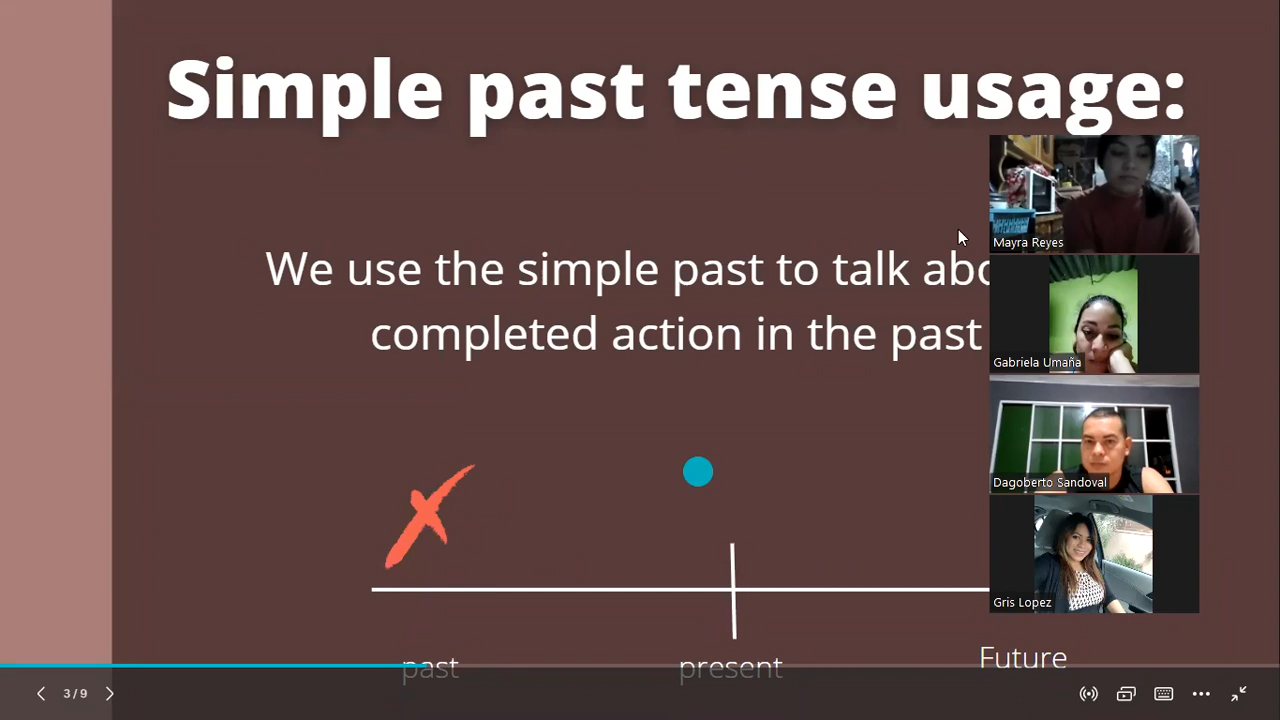 Simple past tense usage:
We use the simple past to talk
completed action in the past
past
present
Future
3/9
Mayra Reyes
Gabriela Umaña
Dagoberto Sandoval
Gris Lopez